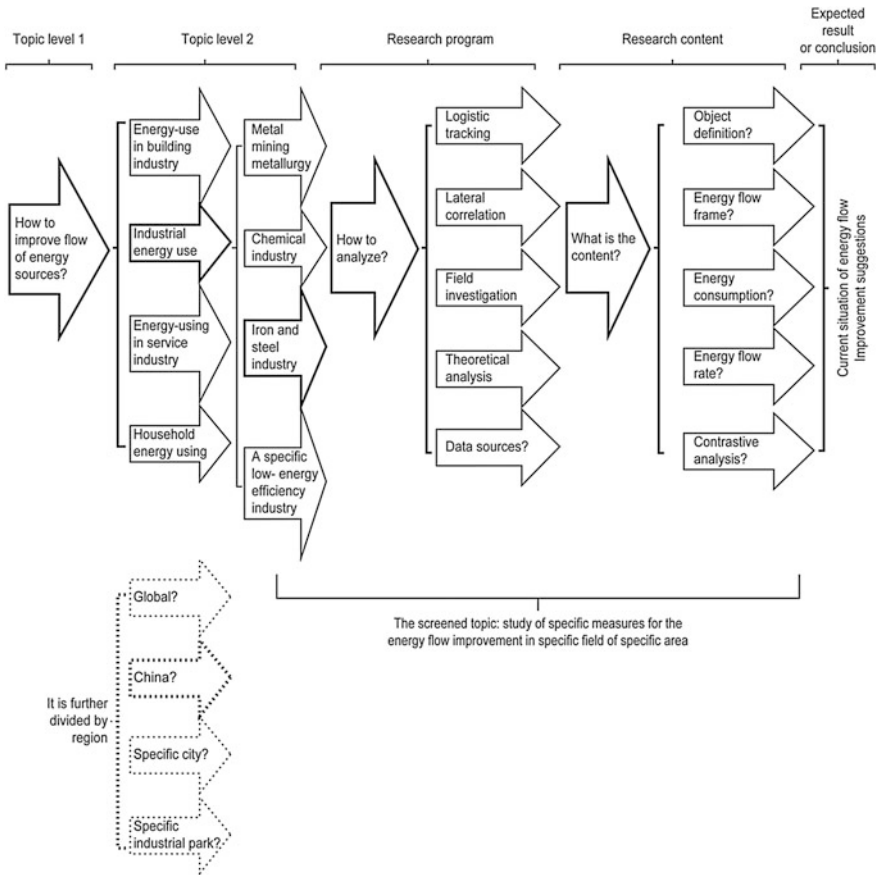 Topic level 1
Topic level 2
Research program
Research content
Expected
result
or conclusion
How to
improve flow
of energy
sources?
Energy-use
in building
industry
Industrial
energy use
Energy-using
in service
industry
Household
energy using
Metal
mining
metallurgy
Chemical
industry
Iron and
steel
industry
A specific
low- energy
efficiency
industry
How to
analyze?
Logistic
tracking
Lateral
correlation
Field
investigation
Theoretical
analysis
Data sources?
What is the
content?
Object
definition?
Energy flow
frame?
Energy
consumption?
Energy flow
rate?
Contrastive
analysis?
Current situation of energy flow
Improvement suggestions
The screened topic: study of specific measures for the
energy flow improvement in specific field of specific area
It is further
divided by
region
Global?
China?
Specific city?
Specific
industrial park?